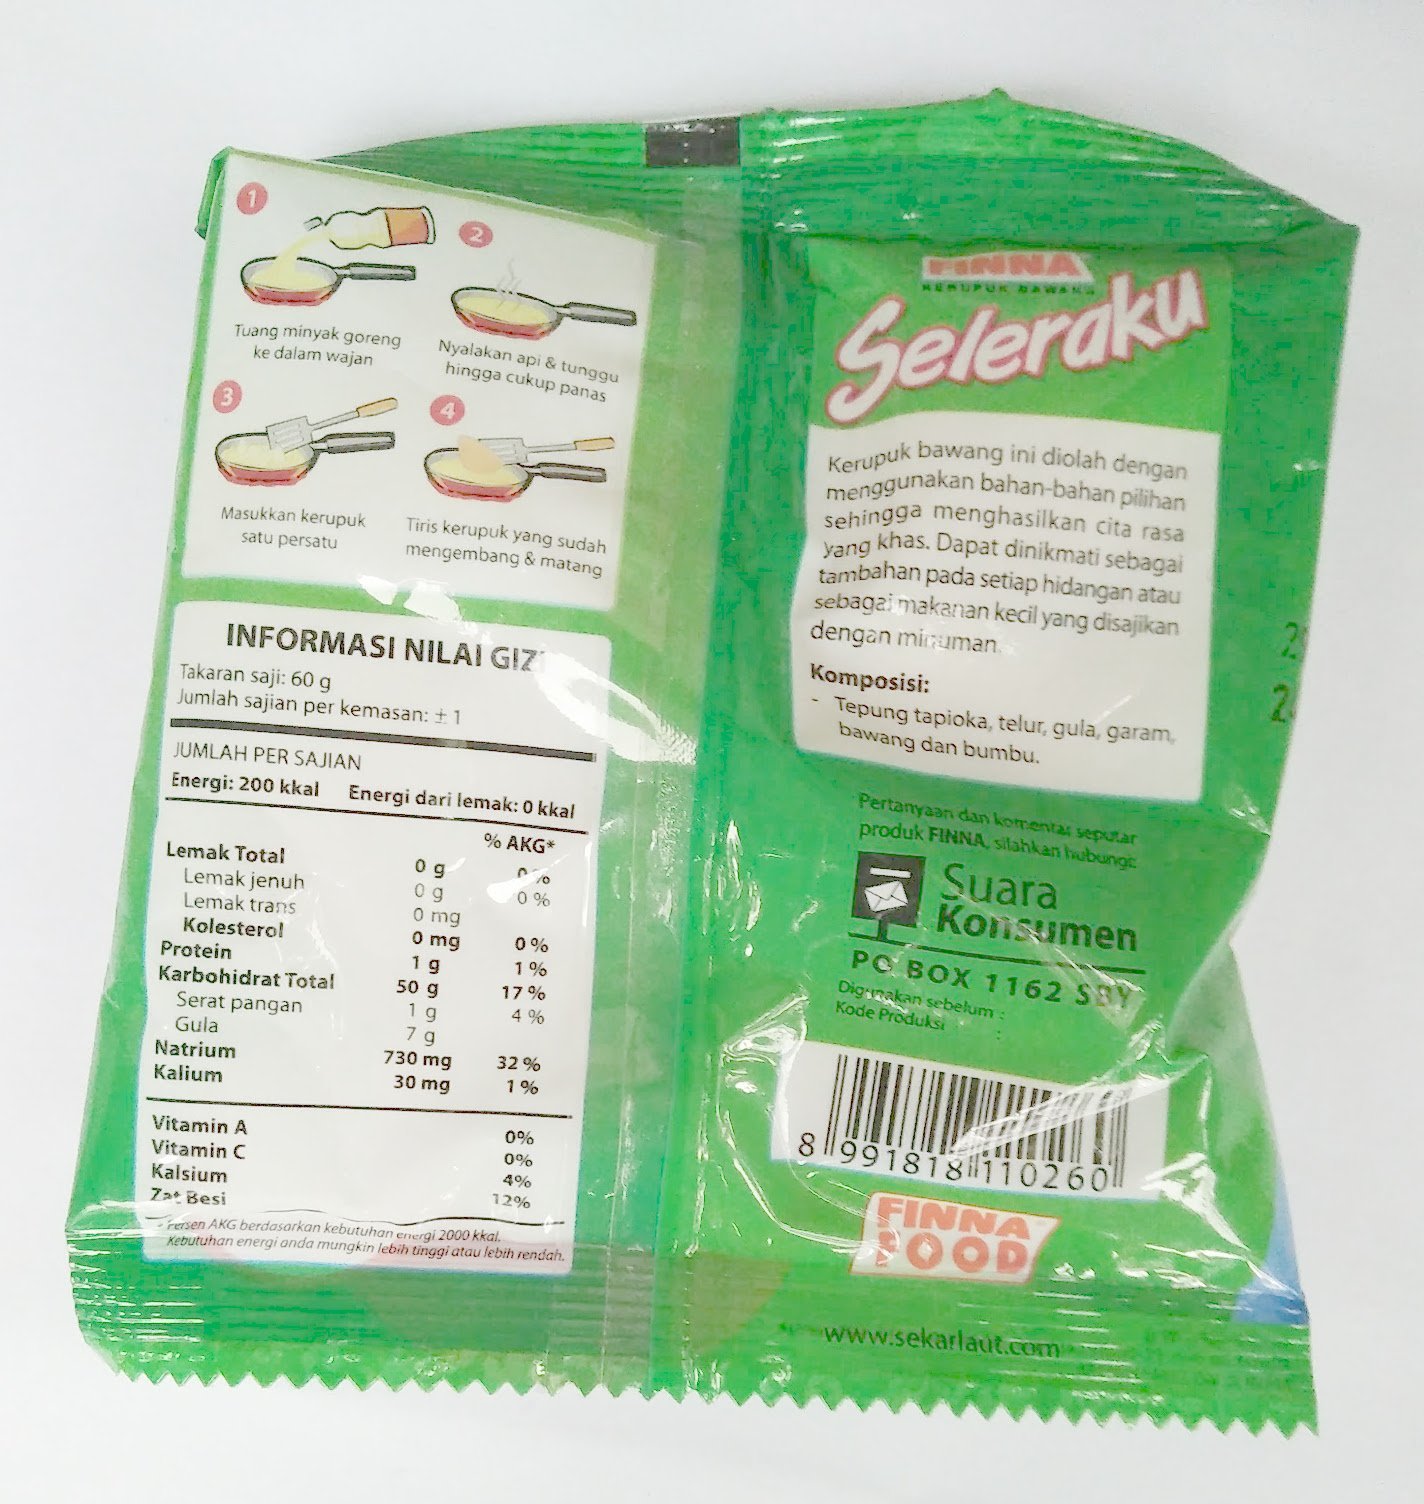 1
Tuang minyak goreng
ke dalam wajan
2
Nyalakan api & tunggu
hingga cukup panas
3
Masukkan kerupuk
satu persatu
4
Tiris kerupuk yang sudah
mengembang & matang
INFORMASI NILAI GIZI
Takaran saji: 60 g
Jumlah sajian per kemasan: ± 1
JUMLAH PER SAJIAN
Energi: 200 kkal Energi dari lemak: 0 kkal
% AKG*
Lemak Total 0 g 0 %
Lemak jenuh 0 g 0 %
Lemak trans 0 mg
Kolesterol 0 mg 0 %
Protein 1 g 1 %
Karbohidrat Total 50 g 17 %
Serat pangan 1 g 4 %
Gula 7 g
Natrium 730 mg 32 %
Kalium 30 mg 1 %
Vitamin A 0%
Vitamin C 0%
Kalsium 4%
Zat Besi 12%
Persen AKG berdasarkan kebutuhan energi 2000 kkal.
Kebutuhan energi anda mungkin lebih tinggi atau lebih rendah.
FINNA
KERUPUK BAWANG
Seleraku
Kerupuk bawang ini diolah dengan
menggunakan bahan-bahan pilihan
sehingga menghasilkan cita rasa
yang khas. Dapat dinikmati sebagai
tambahan pada setiap hidangan atau
sebagai makanan kecil yang disajikan
dengan minuman.
Komposisi:
- Tepung tapioka, telur, gula, garam,
bawang dan bumbu.
Pertanyaan dan komentar seputar
produk FINNA, silahkan hubungi:
Suara
Konsumen
PO BOX 1162 SBY
Digunakan sebelum :
Kode Produksi :
8 991818 110260
FINNA
FOOD
www.sekarlaut.com